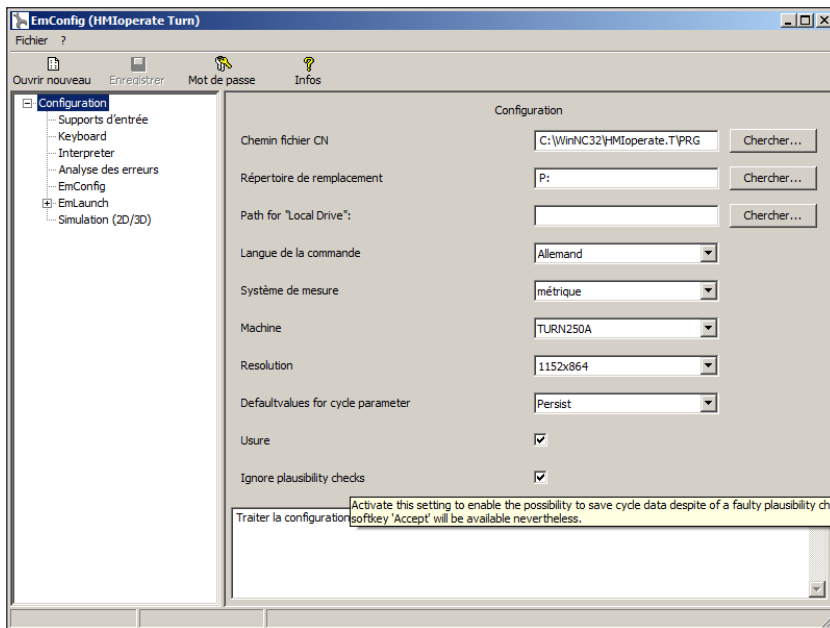 EmConfig (HMIoperate Turn)
Fichier ?
Ouvrir nouveau Enregistrer Mot de passe Infos
Configuration
Supports d'entrée
Keyboard
Interpreter
Analyse des erreurs
EmConfig
EmLaunch
Simulation (2D/3D)
Configuration
Chemin fichier CN C:\WinNC32\HMIoperate.T\PRG Chercher...
Répertoire de remplacement P: Chercher...
Path for "Local Drive": Chercher...
Langue de la commande Allemand
Système de mesure métrique
Machine TURN250A
Resolution 1152x864
Defaultvalues for cycle parameter Persist
Usure
Ignore plausibility checks
Activate this setting to enable the possibility to save cycle data despite of a faulty plausibility ch
softkey 'Accept' will be available nevertheless.
Traiter la configuration